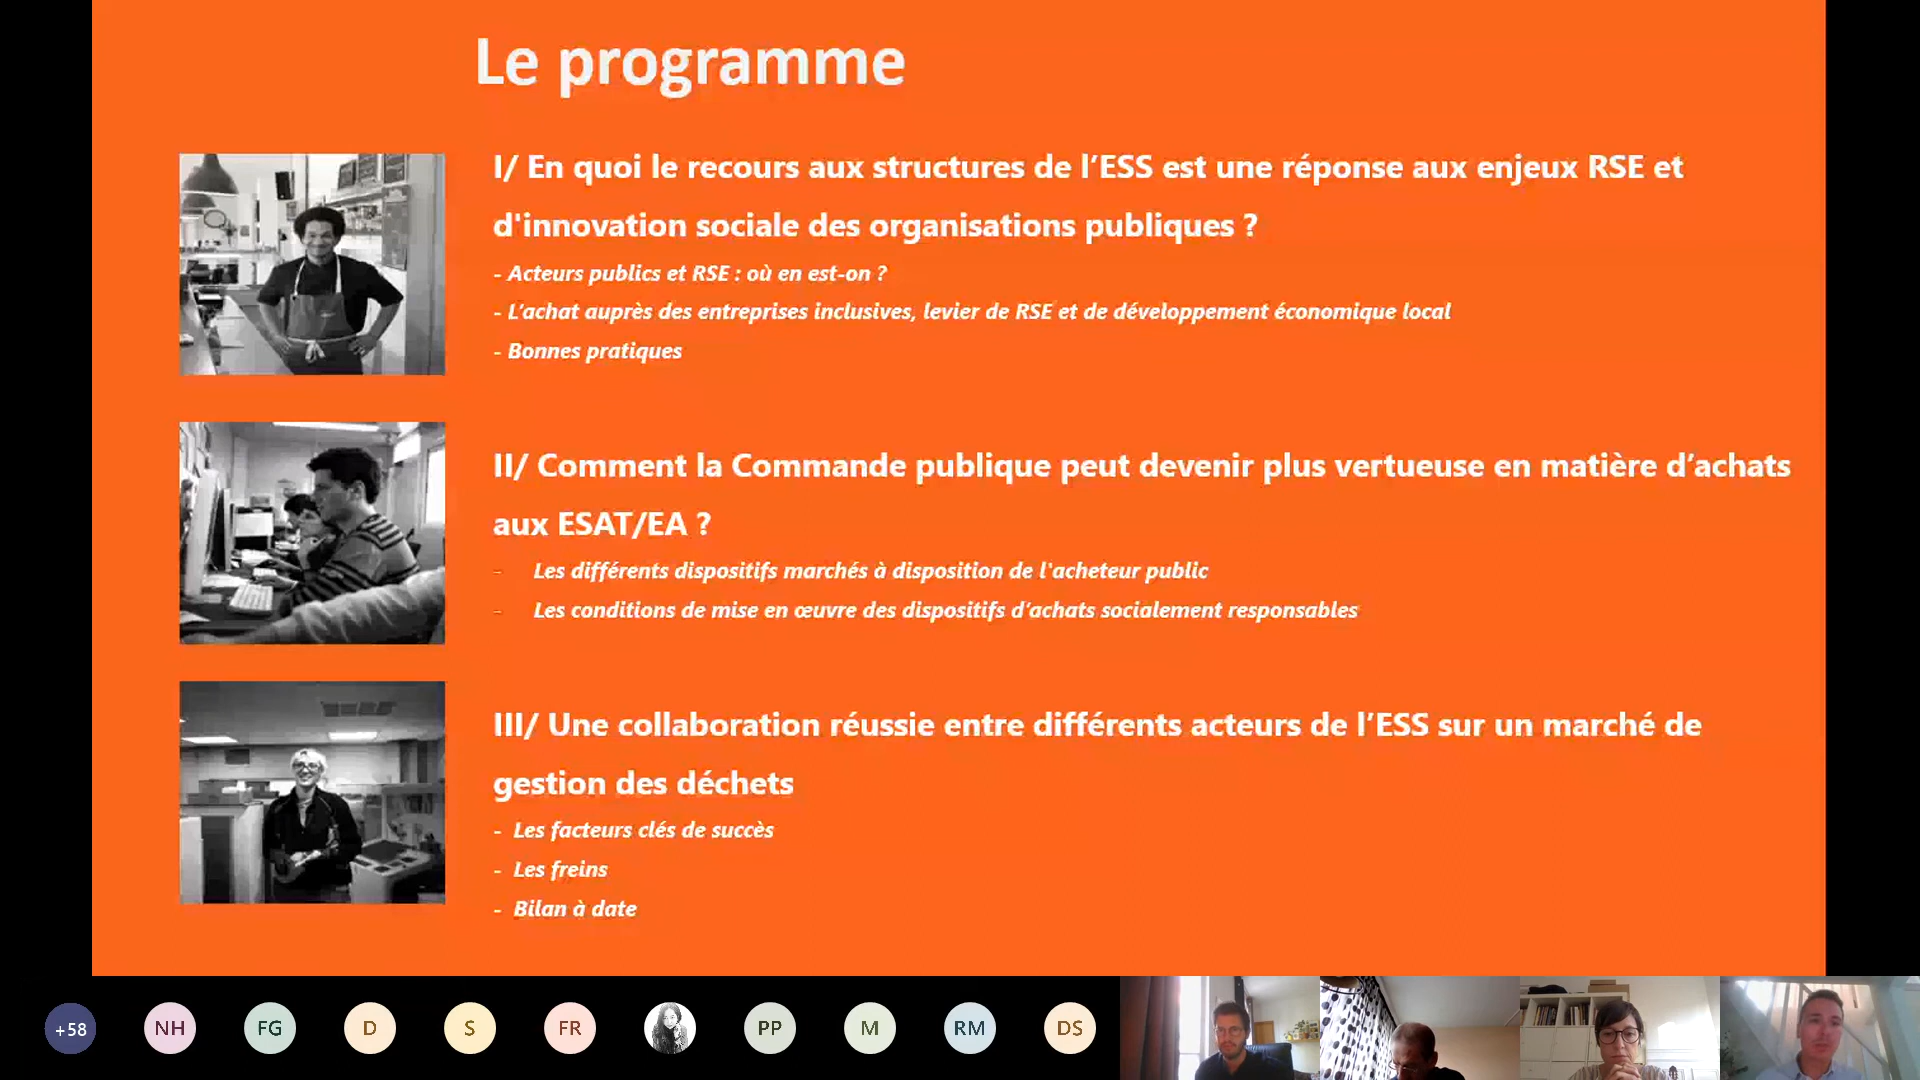 Le programme
I/ En quoi le recours aux structures de l’ESS est une réponse aux enjeux RSE et
d'innovation sociale des organisations publiques ?
- Acteurs publics et RSE : où en est-on ?
- L’achat auprès des entreprises inclusives, levier de RSE et de développement économique local
- Bonnes pratiques
II/ Comment la Commande publique peut devenir plus vertueuse en matière d’achats
aux ESAT/EA ?
- Les différents dispositifs marchés à disposition de l'acheteur public
- Les conditions de mise en œuvre des dispositifs d’achats socialement responsables
III/ Une collaboration réussie entre différents acteurs de l’ESS sur un marché de
gestion des déchets
- Les facteurs clés de succès
- Les freins
- Bilan à date
+58 NH FG D S FR PP M RM DS